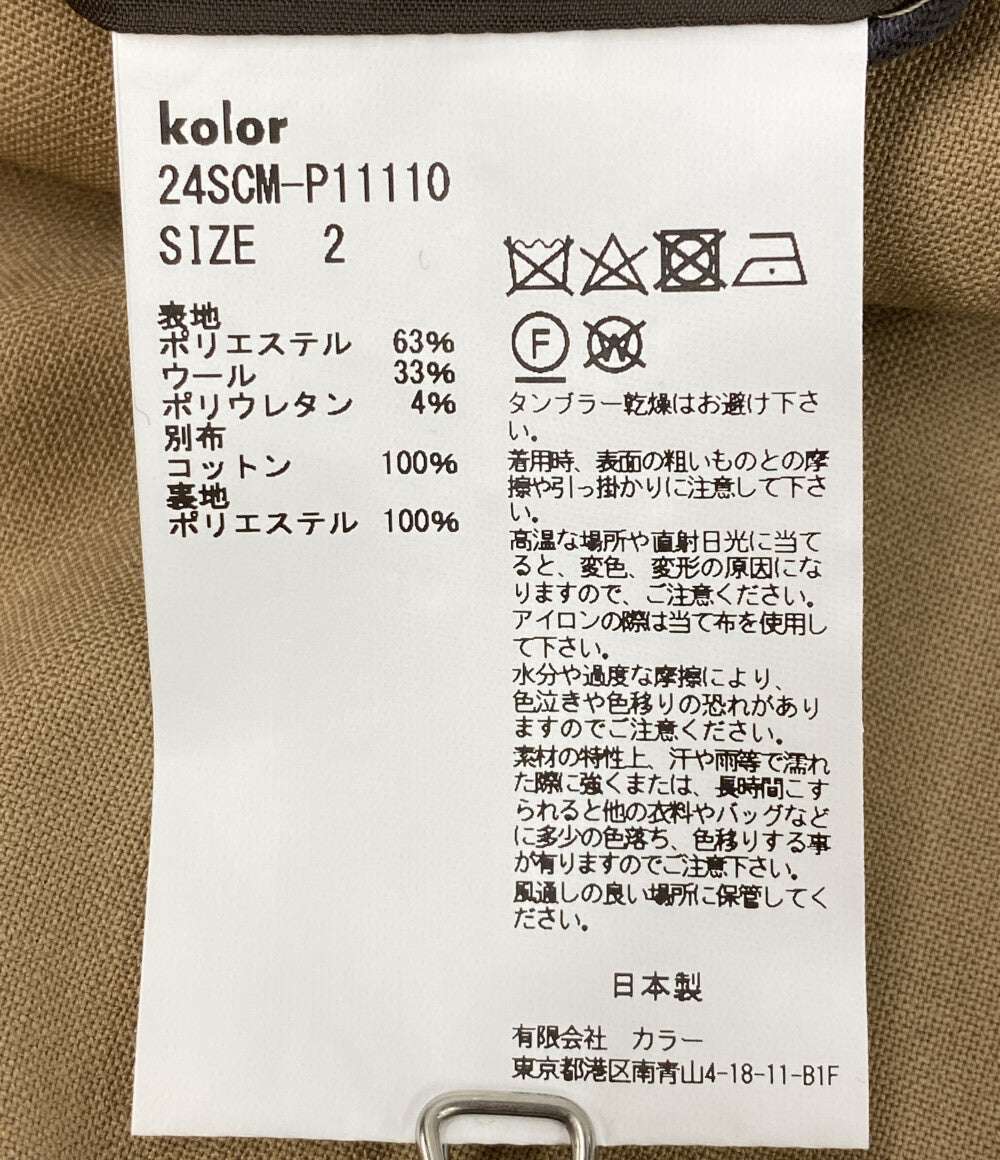 kolor
24SCM-P11110
SIZE 2
表地
ポリエステル 63%
ウール 33%
ポリウレタン 4%
別布
コットン 100%
裏地
ポリエステル 100%
F
W
タンブラー乾燥はお避け下さ
い。
着用時、表面の粗いものとの摩
擦や引っ掛かりに注意して下さ
い。
高温な場所や直射日光に当て
ると、変色、変形の原因にな
りますので、ご注意ください。
アイロンの際は当て布を使用し
て下さい。
水分や過度な摩擦により、
色泣きや色移りの恐れがあり
ますのでご注意ください。
素材の特性上、汗や雨等で濡れ
た際に強くまたは、長時間こす
られると他の衣料やバッグなど
に多少の色落ち、色移りする事
が有りますのでご注意下さい。
風通しの良い場所に保管してく
ださい。
日本製
有限会社 カラー
東京都港区南青山4-18-11-B1F